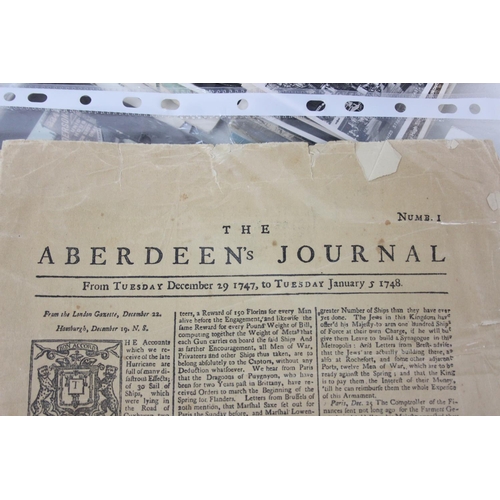 NUMB. 1
THE
ABERDEEN's JOURNAL
From TUESDAY December 29 1747, to TUESDAY January 5 1748.
From the London Gazette, December 22.
Hamburgh, December 19. N. S.
BON ACCORD
THE Accounts
which we re-
ceive of the late
Hurricane are
full of many dis-
astrous Effects;
of 30 Sail of
Ships, which
were lying in
the Road of
a Reward of 150 Florins for every Man
alive before the Engagement, and likewise the
same Reward for every Pound Weight of Ball,
computing together the Weight of Metal that
each Gun carries on board the said Ships. And
as further Encouragement, all Men of War,
Privateers and other Ships thus taken, are to
belong absolutely to the Captors, without any
Deduction whatsoever. We hear from Paris
that the Dragoons of
been for two Years past in Brittany, have re-
ceived Orders to march the Beginning of the
Spring for Flanders. Letters from Brussels of
20th mention, that Marshal Saxe set out for
Paris the Sunday before, and Marshal Lowen-
greater Number of Ships than they have ever
yet done. The Jews in this Kingdom have
offer'd his Majesty to arm one hundred Ships
of Force at their own Charge, if he would
give them Leave to build a Synagogue in this
Metropolis: And Letters from
that the Jews are actually building there, as
also at Rochefort, and some other adjacent
Ports, twelve Men of War, which are to be
ready against the Spring; and that the King
is to pay them the Interest of their Money,
'till he can reimburse them the whole Expence
of this Armament.
Paris, Dec. 25 The Comptroller of the Fi-
nances sent not long ago for the Farmers Ge-